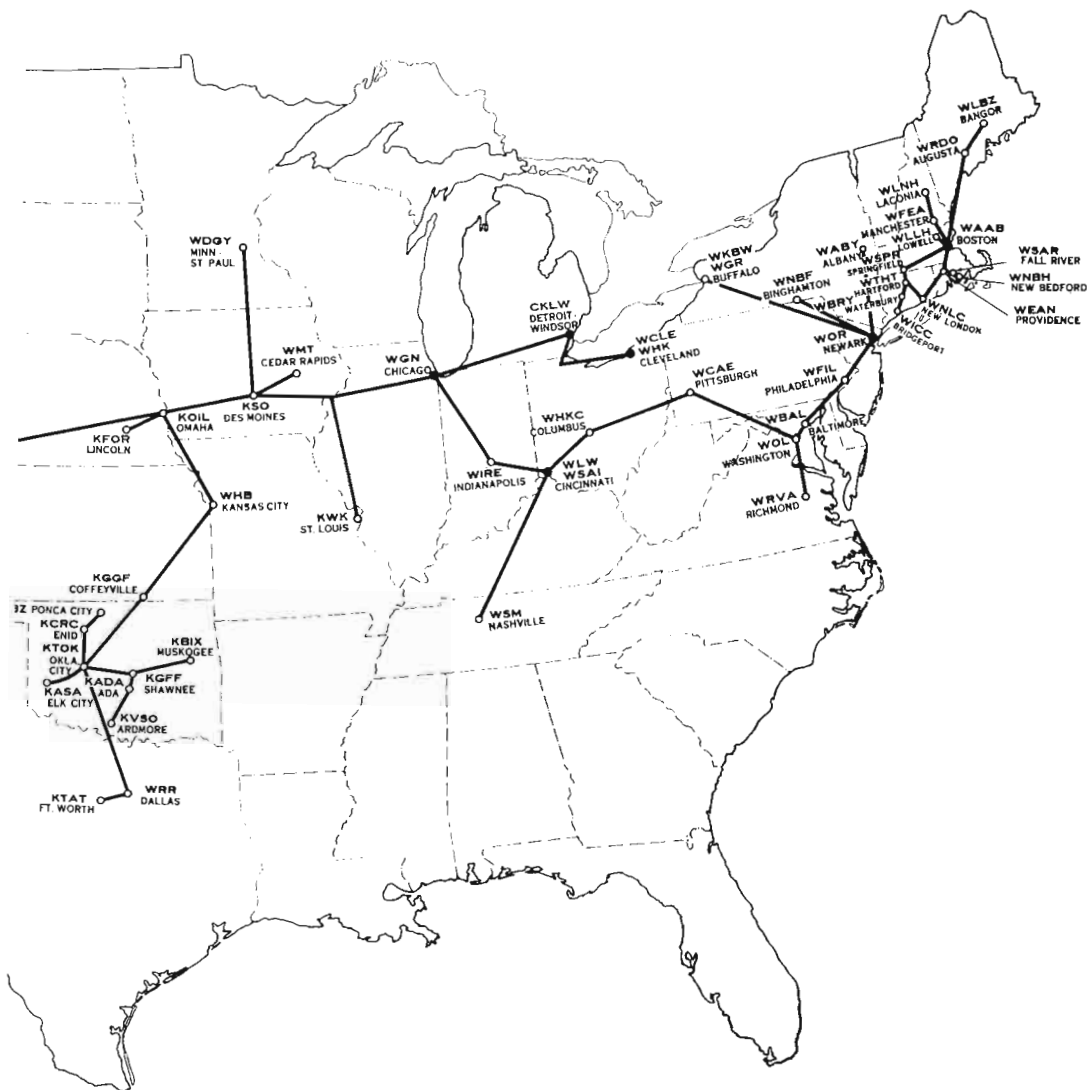 WLBZ
BANGOR
WRDO
AUGUSTA
WLNH
LACONIA
WFEA
MANCHESTER
WLLH
LOWELL
WAAB
BOSTON
WSAR
FALL RIVER
WNBH
NEW BEDFORD
WEAN
PROVIDENCE
WABY
ALBANY
WSPR
SPRINGFIELD
WTHT
HARTFORD
WBRY
WATERBURY
WNLC
NEW LONDON
WICC
BRIDGEPORT
WKBW
WGR
BUFFALO
WNBF
BINGHAMTON
WOR
NEWARK
WFIL
PHILADELPHIA
WBAL
BALTIMORE
WOL
WASHINGTON
WRVA
RICHMOND
WCAE
PITTSBURGH
WCLE
WHK
CLEVELAND
CKLW
DETROIT
WINDSOR
WHKC
COLUMBUS
WLW
WSAI
CINCINNATI
WIRE
INDIANAPOLIS
WSM
NASHVILLE
WGN
CHICAGO
WDGY
MINN -
ST PAUL
WMT
CEDAR RAPIDS
KSO
DES MOINES
KWK
ST. LOUIS
KOIL
OMAHA
KFOR
LINCOLN
WHB
KANSAS CITY
KGGF
COFFEYVILLE
BZ PONCA CITY
KCRC
ENID
KTOK
OKLA.
CITY
KBIX
MUSKOGEE
KASA
ELK CITY
KADA
ADA
KGFF
SHAWNEE
KVSO
ARDMORE
WRR
DALLAS
KTAT
FT. WORTH